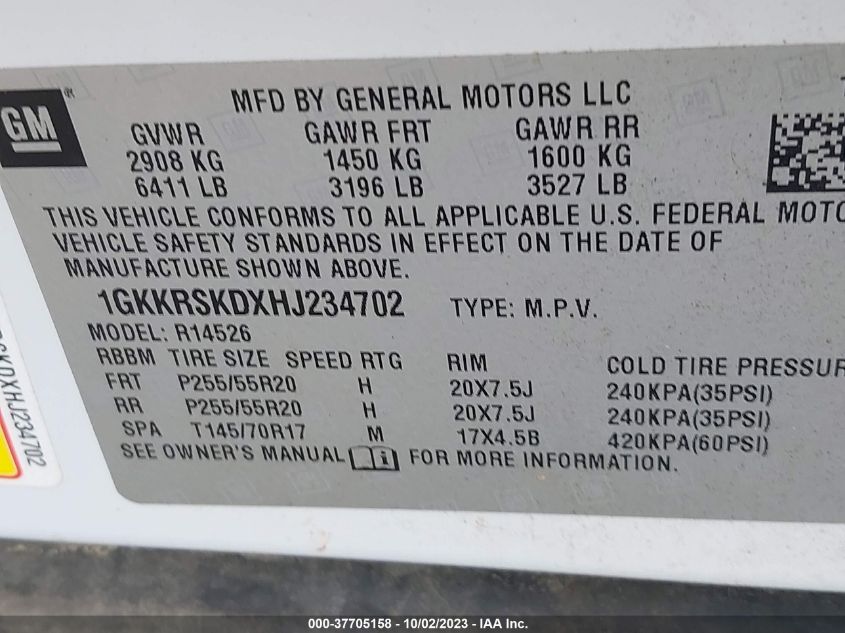 GM
MFD BY GENERAL MOTORS LLC
GVWR GAWR FRT GAWR RR
2908 KG 1450 KG 1600 KG
6411 LB 3196 LB 3527 LB
THIS VEHICLE CONFORMS TO ALL APPLICABLE U.S. FEDERAL MOTO
VEHICLE SAFETY STANDARDS IN EFFECT ON THE DATE OF
MANUFACTURE SHOWN ABOVE.
1GKKRSKDXHJ234702 TYPE: M.P.V.
MODEL: R14526
RBBM TIRE SIZE SPEED RTG RIM COLD TIRE PRESSUR
FRT P255/55R20 H 20X7.5J 240KPA(35PSI)
RR P255/55R20 H 20X7.5J 240KPA(35PSI)
SPA T145/70R17 M 17X4.5B 420KPA(60PSI)
SEE OWNER'S MANUAL FOR MORE INFORMATION.
SKDXHJ234702
000-37705158 - 10/02/2023 - IAA Inc.